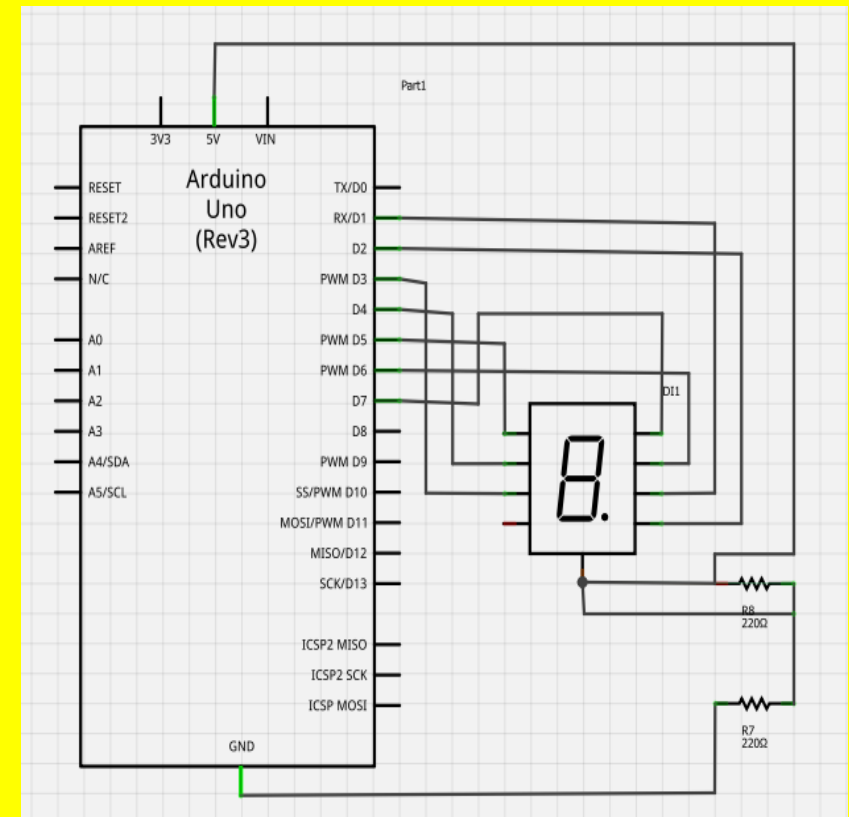 Part1
3V3 5V VIN
Arduino
Uno
(Rev3)
RESET
RESET2
AREF
N/C
A0
A1
A2
A3
A4/SDA
A5/SCL
TX/D0
RX/D1
D2
PWM D3
D4
PWM D5
PWM D6
D7
D8
PWM D9
SS/PWM D10
MOSI/PWM D11
MISO/D12
SCK/D13
ICSP2 MISO
ICSP2 SCK
ICSP MOSI
GND
DI1
8.
R8
220Ω
R7
220Ω